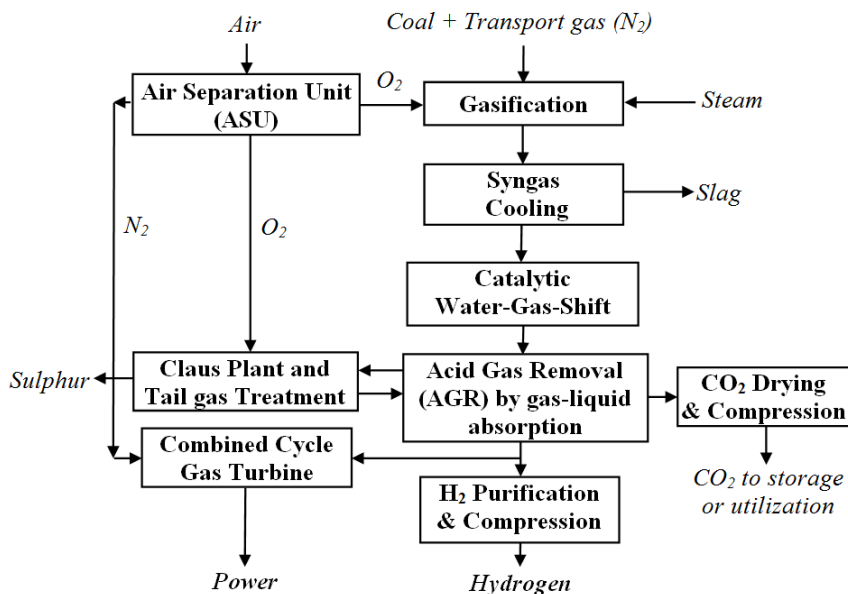 Air
Coal + Transport gas (N2)
Air Separation Unit
(ASU)
O2
Gasification
Steam
Syngas
Cooling
Slag
N2
O2
Catalytic
Water-Gas-Shift
Sulphur
Claus Plant and
Tail gas Treatment
Acid Gas Removal
(AGR) by gas-liquid
absorption
CO2 Drying
& Compression
Combined Cycle
Gas Turbine
H2 Purification
& Compression
CO2 to storage
or utilization
Power
Hydrogen